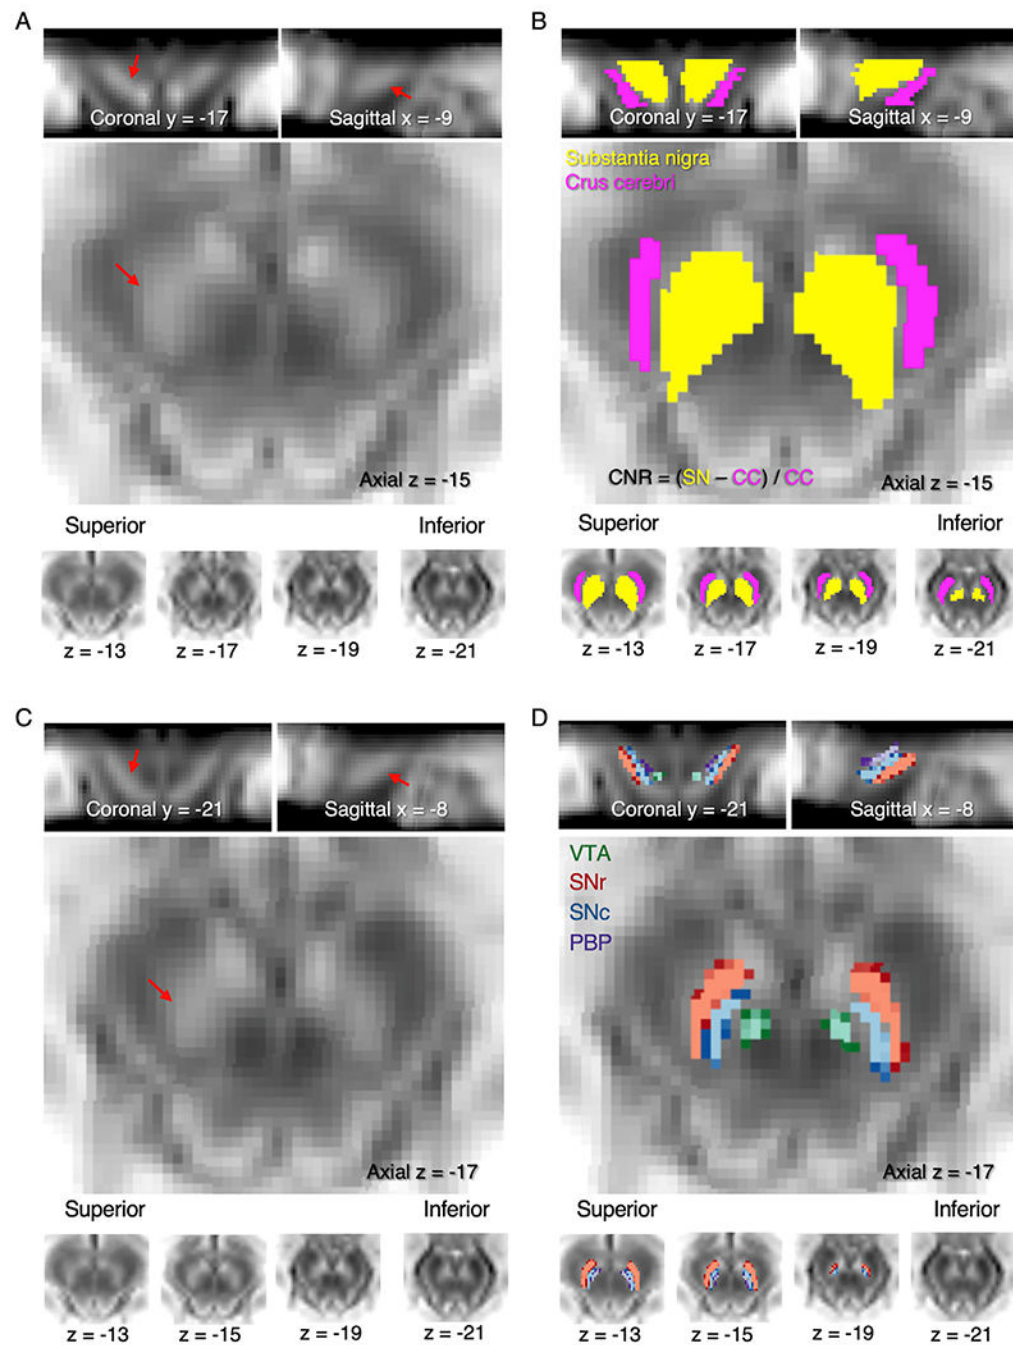 A
Coronal y = -17
Sagittal x = -9
Axial z = -15
Superior
Inferior
z = -13
z = -17
z = -19
z = -21
B
Coronal y = -17
Sagittal x = -9
Substantia nigra
Crus cerebri
CNR = (SN – CC) / CC
Axial z = -15
Superior
Inferior
z = -13
z = -17
z = -19
z = -21
C
Coronal y = -21
Sagittal x = -8
Axial z = -17
Superior
Inferior
z = -13
z = -15
z = -19
z = -21
D
Coronal y = -21
Sagittal x = -8
VTA
SNr
SNc
PBP
Axial z = -17
Superior
Inferior
z = -13
z = -15
z = -19
z = -21